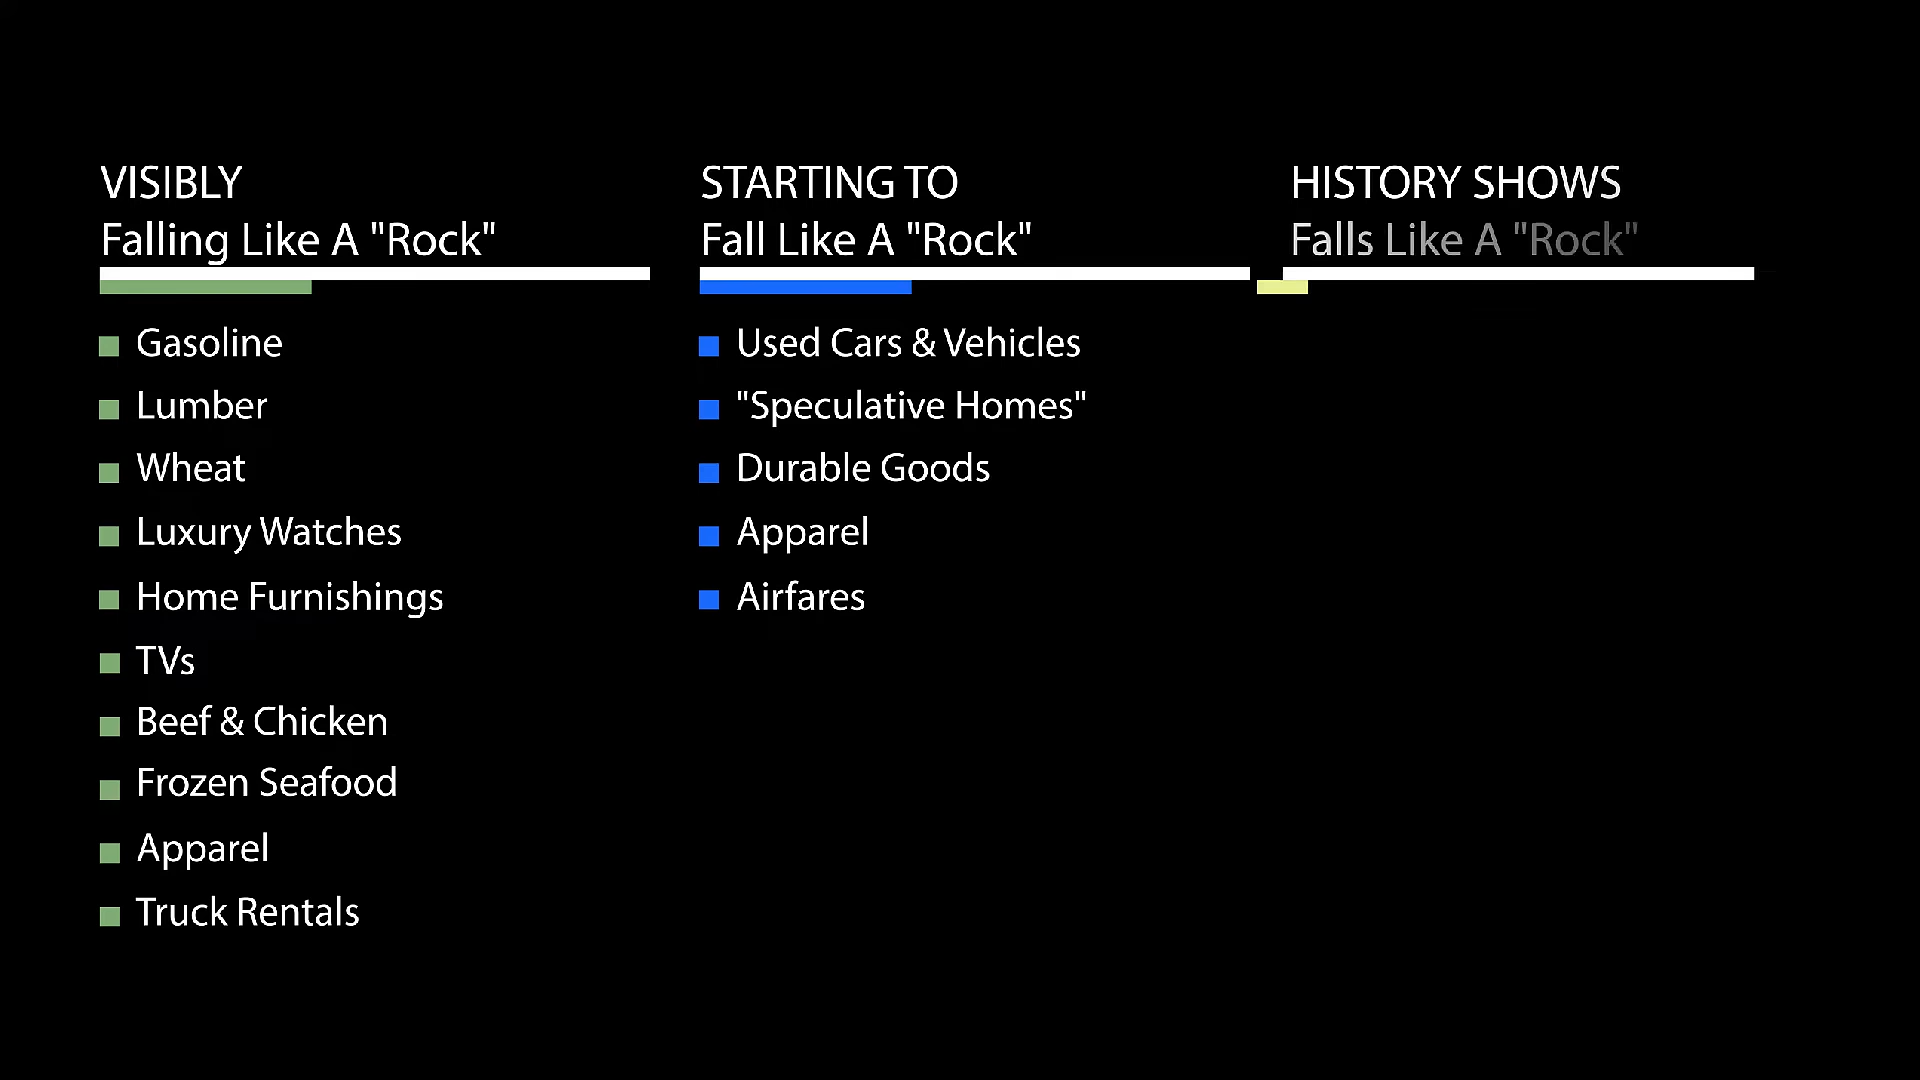 VISIBLY
Falling Like A "Rock"
Gasoline
Lumber
Wheat
Luxury Watches
Home Furnishings
TVs
Beef & Chicken
Frozen Seafood
Apparel
Truck Rentals
STARTING TO
Fall Like A "Rock"
Used Cars & Vehicles
"Speculative Homes"
Durable Goods
Apparel
Airfares
HISTORY SHOWS
Falls Like A "Rock"